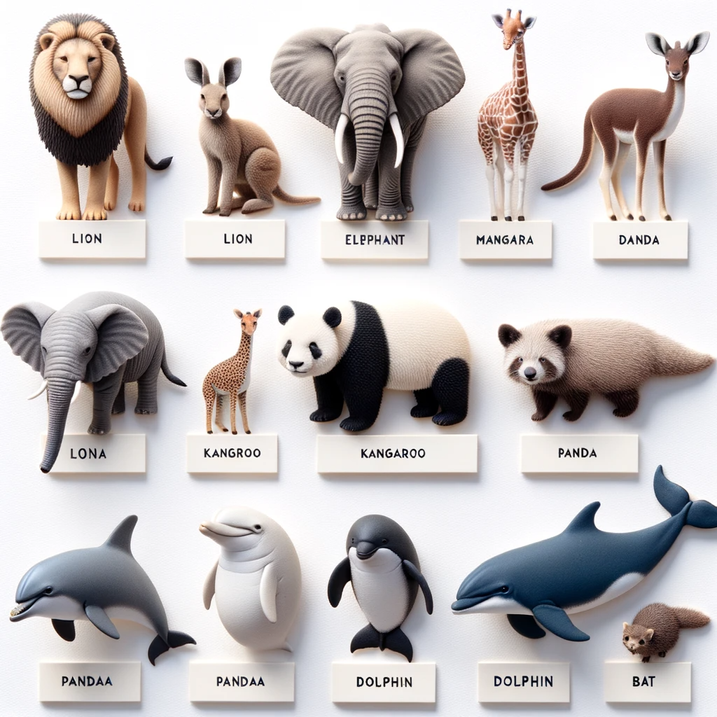 LION
LION
ELEPHANT
MANGARA
DANDA
LONA
KANGROO
KANGAROO
PANDA
PANDAA
PANDAA
DOLPHIN
DOLPHIN
BAT